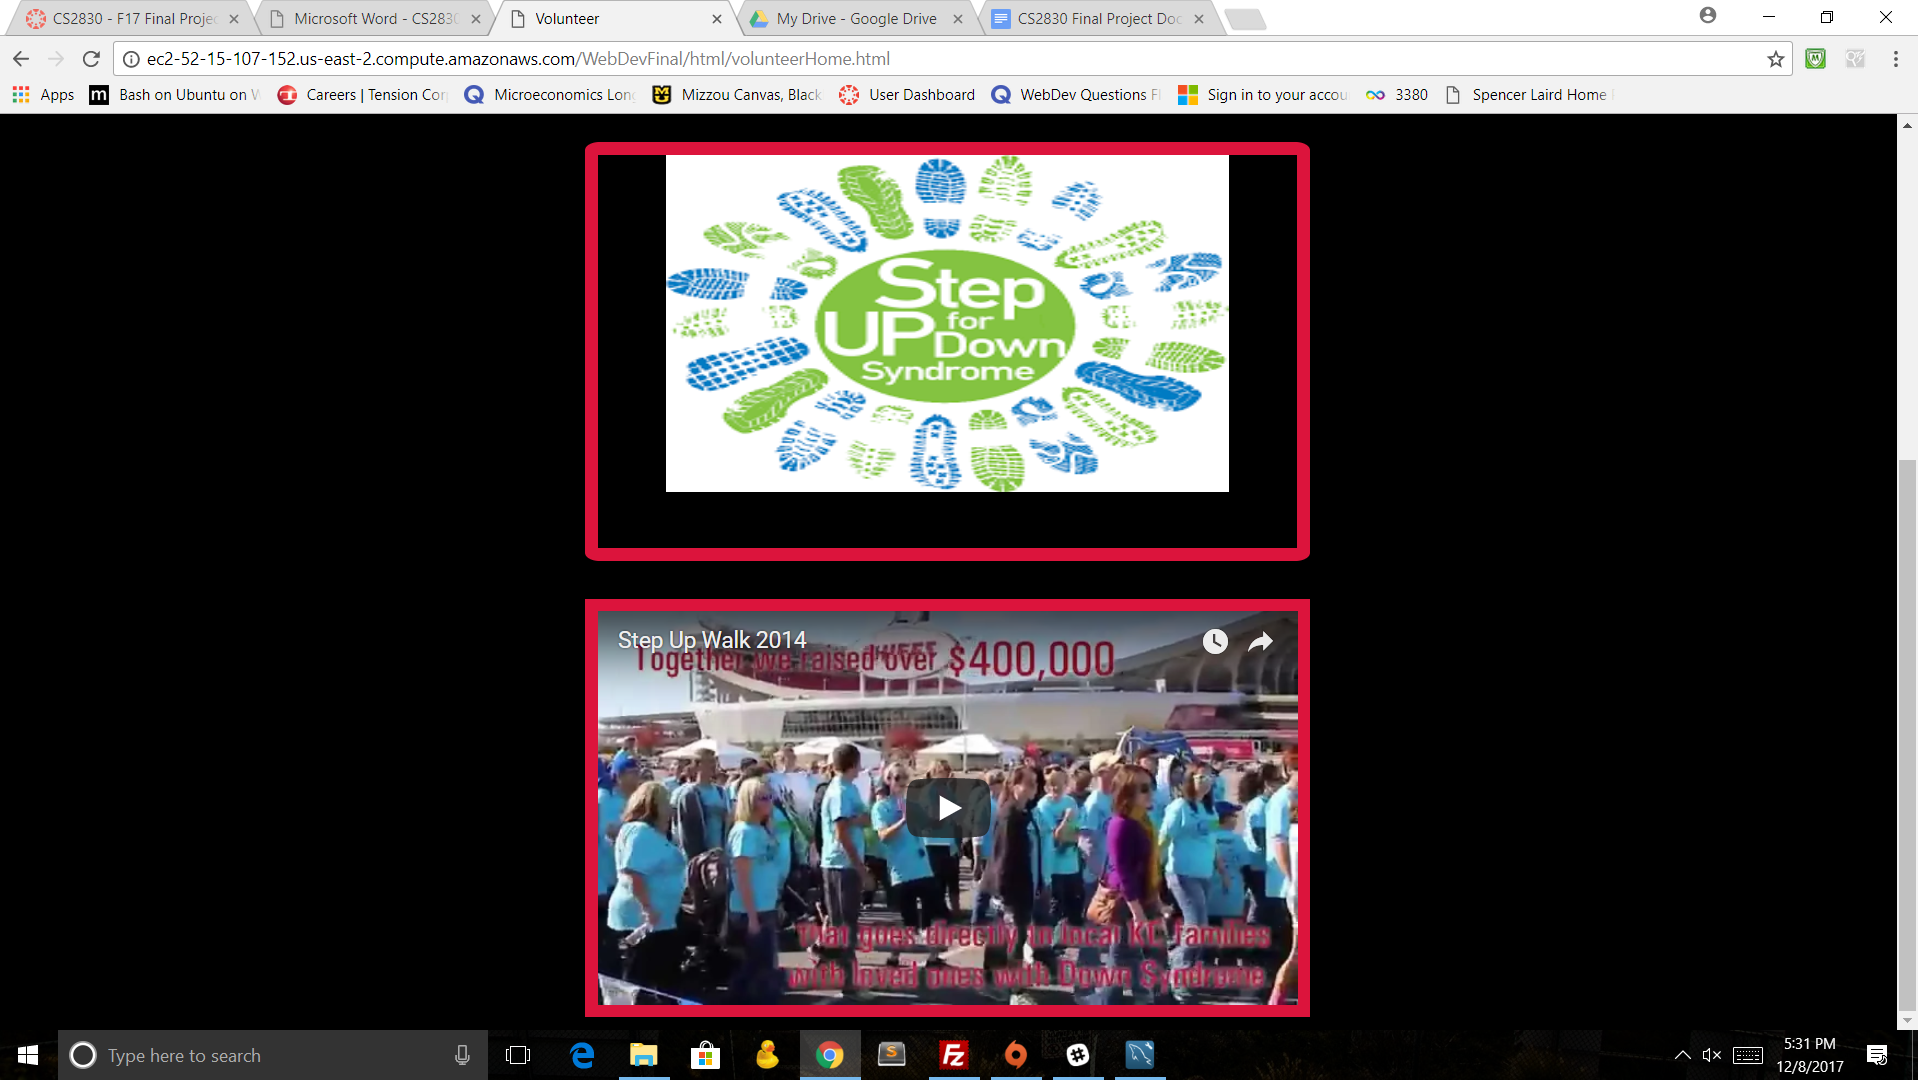 CS2830 - F17 Final Projec
Microsoft Word - CS2830
Volunteer
My Drive - Google Drive
CS2830 Final Project Doc
ec2-52-15-107-152.us-east-2.compute.amazonaws.com/WebDevFinal/html/volunteerHome.html
Apps
m
Bash on Ubuntu on W
Careers | Tension Cor
Microeconomics Long
Mizzou Canvas, Black
User Dashboard
WebDev Questions Fl
Sign in to your accou
3380
Spencer Laird Home P
Step
UP for
Down
Syndrome
Step Up Walk 2014
Together we raised over $400,000
that goes directly to local KC families
with loved ones with Down Syndrome
Type here to search
5:31 PM
12/8/2017